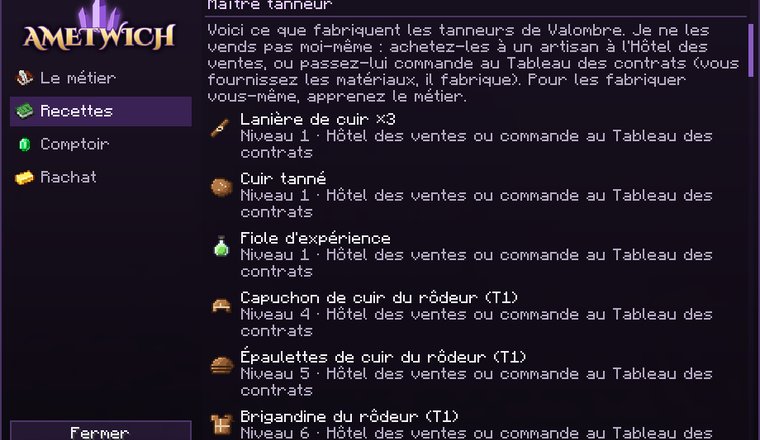 Maître tanneur
AMETWICH
Le métier
Recettes
Comptoir
Rachat
Fermer
Voici ce que fabriquent les tanneurs de Valombre. Je ne les
vends pas moi-même : achetez-les à un artisan à l'Hôtel des
ventes, ou passez-lui commande au Tableau des contrats (vous
fournissez les matériaux, il fabrique). Pour les fabriquer
vous-même, apprenez le métier.
Lanière de cuir ×3
Niveau 1 · Hôtel des ventes ou commande au Tableau des
contrats
Cuir tanné
Niveau 1 · Hôtel des ventes ou commande au Tableau des
contrats
Fiole d'expérience
Niveau 1 · Hôtel des ventes ou commande au Tableau des
contrats
Capuchon de cuir du rôdeur (T1)
Niveau 4 · Hôtel des ventes ou commande au Tableau des
contrats
Épaulettes de cuir du rôdeur (T1)
Niveau 5 · Hôtel des ventes ou commande au Tableau des
contrats
Brigandine du rôdeur (T1)
Niveau 6 · Hôtel des ventes ou commande au Tableau des